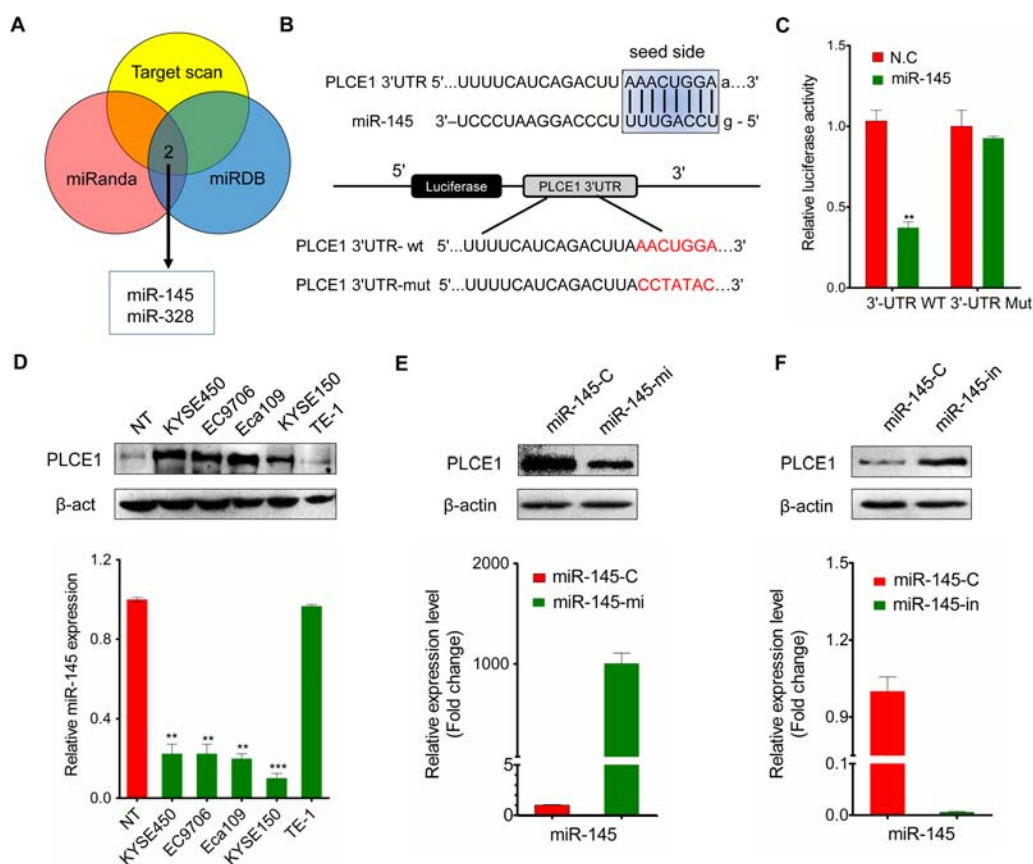 A
Target scan
2
miRanda
miRDB
miR-145
miR-328
B
seed side
PLCE1 3'UTR 5'...UUUUCAUCAGACUU AAACUGGA a...3'
miR-145 3'–UCCCUAAGGACCCU UUUGACCU g - 5'
5' Luciferase PLCE1 3'UTR 3'
PLCE1 3'UTR- wt 5'...UUUUCAUCAGACUUAAACUGGA...3'
PLCE1 3'UTR-mut 5'...UUUUCAUCAGACUUACCTATAC...3'
C
N.C
miR-145
Relative luciferase activity
1.5
1.0
0.5
0.0
**
3'-UTR WT 3'-UTR Mut
D
NT KYSE450 EC9706 Eca109 KYSE150 TE-1
PLCE1
β-act
Relative miR-145 expression
1.2
0.8
0.4
0.0
** ** ** ***
NT KYSE450 EC9706 Eca109 KYSE150 TE-1
E
miR-145-C miR-145-mi
PLCE1
β-actin
Relative expression level
(Fold change)
2000
1000
5
0
miR-145-C
miR-145-mi
miR-145
F
miR-145-C miR-145-in
PLCE1
β-actin
Relative expression level
(Fold change)
1.5
1.2
0.9
0.1
0.0
miR-145-C
miR-145-in
miR-145